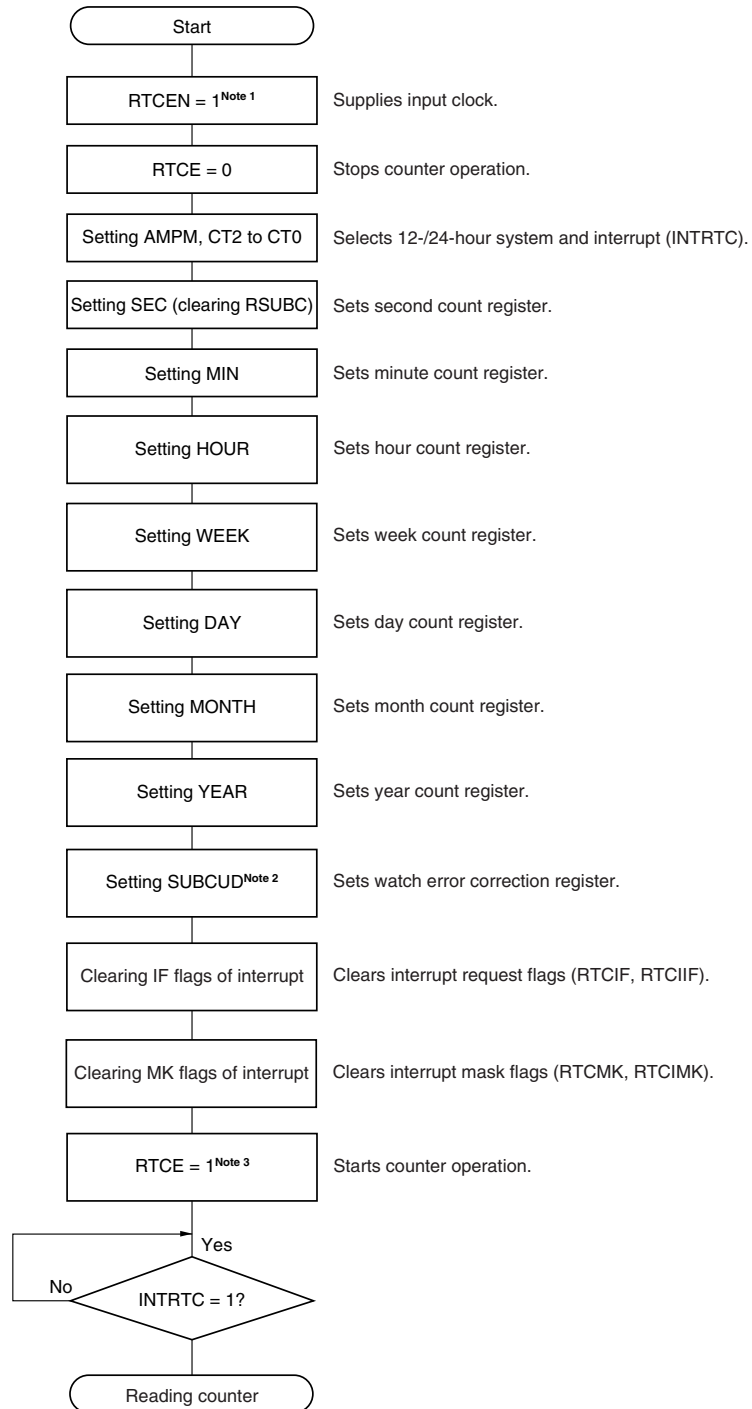 Start
RTCEN = 1Note 1
Supplies input clock.
RTCE = 0
Stops counter operation.
Setting AMPM, CT2 to CT0
Selects 12-/24-hour system and interrupt (INTRTC).
Setting SEC (clearing RSUBC)
Sets second count register.
Setting MIN
Sets minute count register.
Setting HOUR
Sets hour count register.
Setting WEEK
Sets week count register.
Setting DAY
Sets day count register.
Setting MONTH
Sets month count register.
Setting YEAR
Sets year count register.
Setting SUBCUDNote 2
Sets watch error correction register.
Clearing IF flags of interrupt
Clears interrupt request flags (RTCIF, RTCIIF).
Clearing MK flags of interrupt
Clears interrupt mask flags (RTCMK, RTCIMK).
RTCE = 1Note 3
Starts counter operation.
Yes
No
INTRTC = 1?
Reading counter